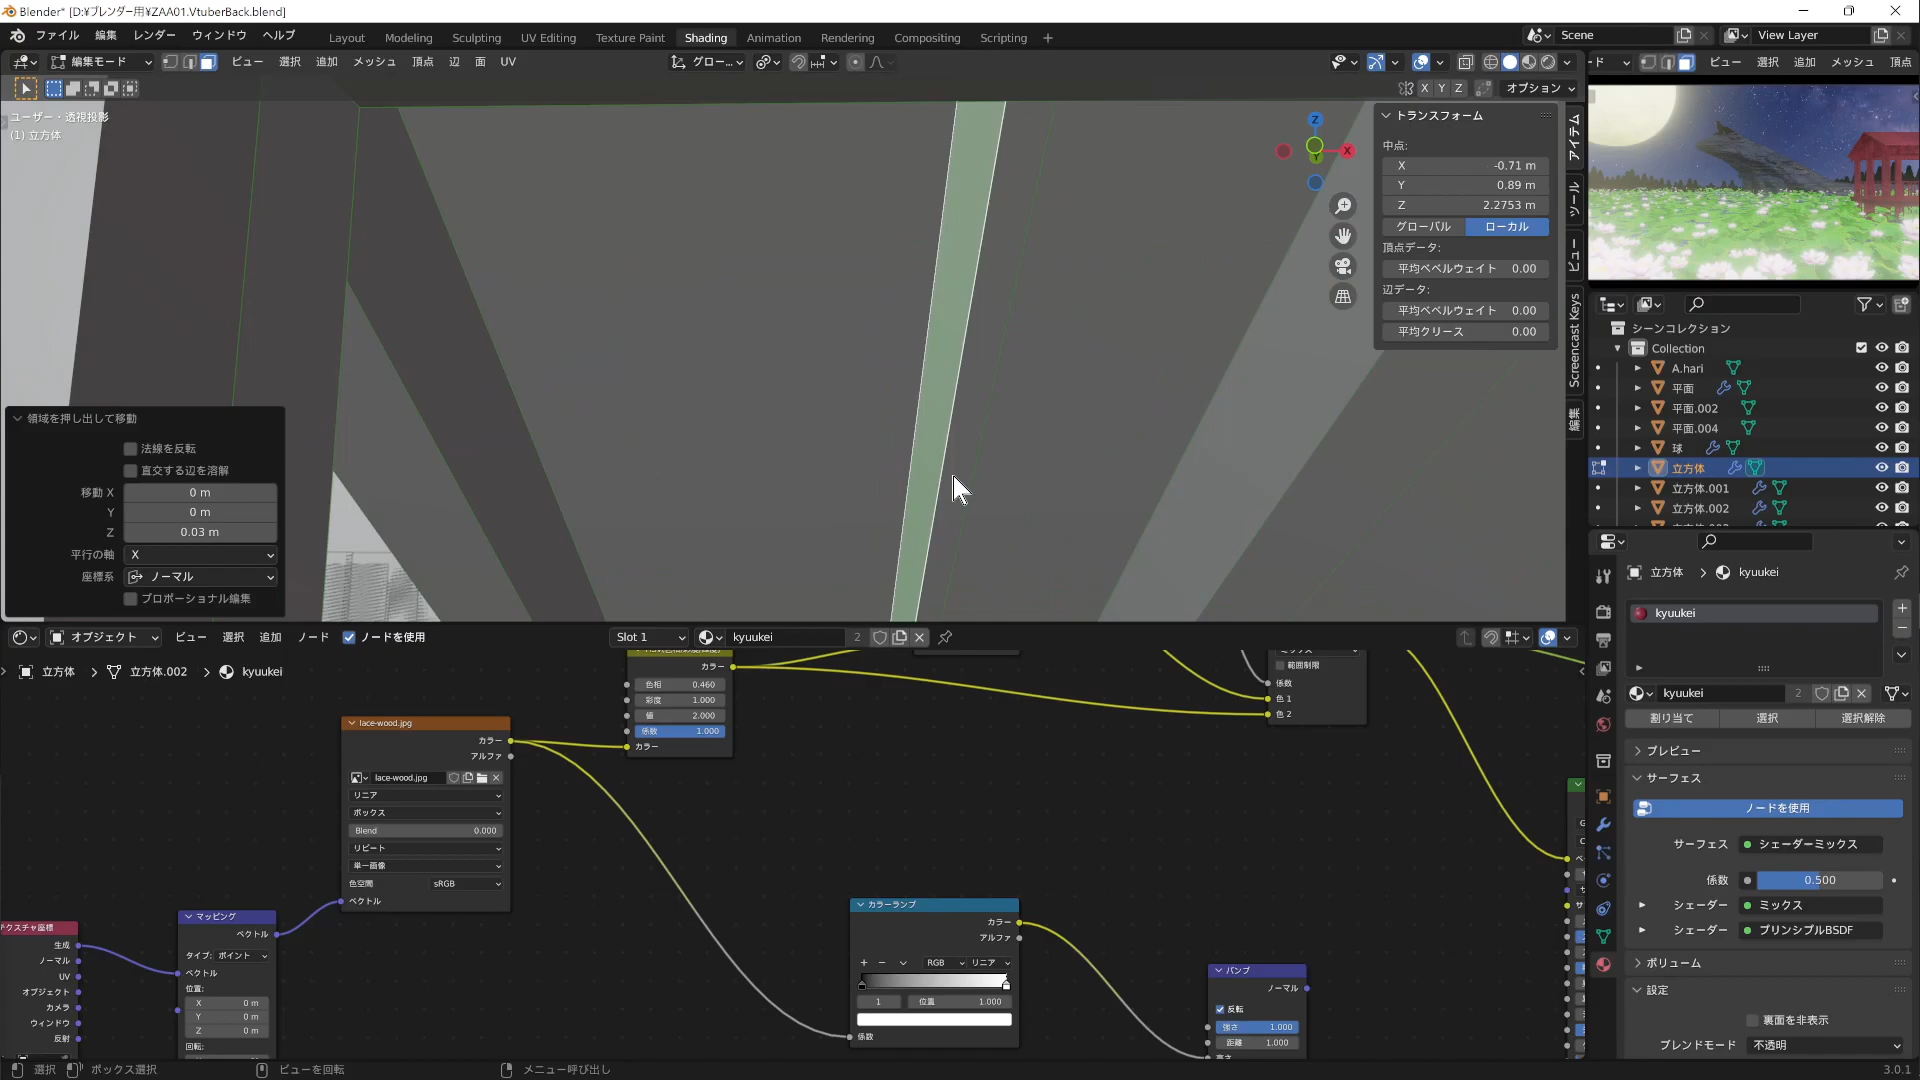 Blender* [D:¥ブレンダー用¥ZAA01.VtuberBack.blend]
ファイル 編集 レンダー ウィンドウ ヘルプ Layout Modeling Sculpting UV Editing Texture Paint Shading Animation Rendering Compositing Scripting + Scene View Layer
編集モード ビュー 選択 追加 メッシュ 頂点 辺 面 UV グロー... ード ビュー 選択 メッシュ 頂点
X Y Z オプション
ユーザー・透視投影
(1) 立方体
Z
X
Y
トランスフォーム
中点:
X -0.71 m
Y 0.89 m
Z 2.2753 m
グローバル ローカル
頂点データ:
平均ベベルウェイト 0.00
辺データ:
平均ベベルウェイト 0.00
平均クリース 0.00
アイテム
ツール
ビュー
Screencast Keys
編集
領域を押し出して移動
法線を反転
直交する辺を溶解
移動 X 0 m
Y 0 m
Z 0.03 m
平行の軸 X
座標系 ノーマル
プロポーショナル編集
シーンコレクション
Collection
A.hari
平面
平面.002
平面.004
球
立方体
立方体.001
立方体.002
立方体 kyuukei
kyuukei
kyuukei 2
割り当て 選択 選択解除
プレビュー
サーフェス
ノードを使用
サーフェス シェーダーミックス
係数 0.500
シェーダー ミックス
シェーダー プリンシプルBSDF
ボリューム
設定
裏面を非表示
ブレンドモード 不透明
オブジェクト ビュー 選択 追加 ノード ノードを使用 Slot 1 kyuukei 2
立方体 立方体.002 kyuukei
カラー
色相 0.460
彩度 1.000
値 2.000
係数 1.000
カラー
範囲制限
係数
色 1
色 2
lace-wood.jpg
カラー
アルファ
lace-wood.jpg
リニア
ボックス
Blend 0.000
リピート
単一画像
色空間 sRGB
ベクトル
マッピング
ベクトル
タイプ: ポイント
ベクトル
位置:
X 0 m
Y 0 m
Z 0 m
回転:
テクスチャ座標
生成
ノーマル
UV
オブジェクト
カメラ
ウィンドウ
反射
カラーランプ
カラー
アルファ
+ − RGB リニア
1 位置 1.000
係数
バンプ
ノーマル
反転
強さ 1.000
距離 1.000
選択 ボックス選択 ビューを回転 メニュー呼び出し 3.0.1